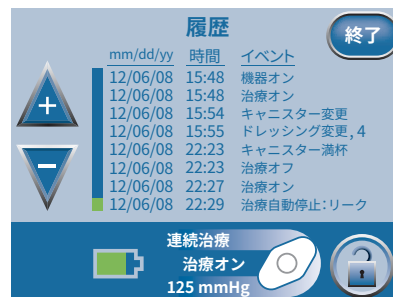 履歴
終了
mm/dd/yy 時間 イベント
12/06/08 15:48 機器オン
12/06/08 15:48 治療オン
12/06/08 15:54 キャニスター変更
12/06/08 15:55 ドレッシング変更, 4
12/06/08 22:23 キャニスター満杯
12/06/08 22:23 治療オフ
12/06/08 22:27 治療オン
12/06/08 22:29 治療自動停止:リーク
連続治療
治療オン
125 mmHg